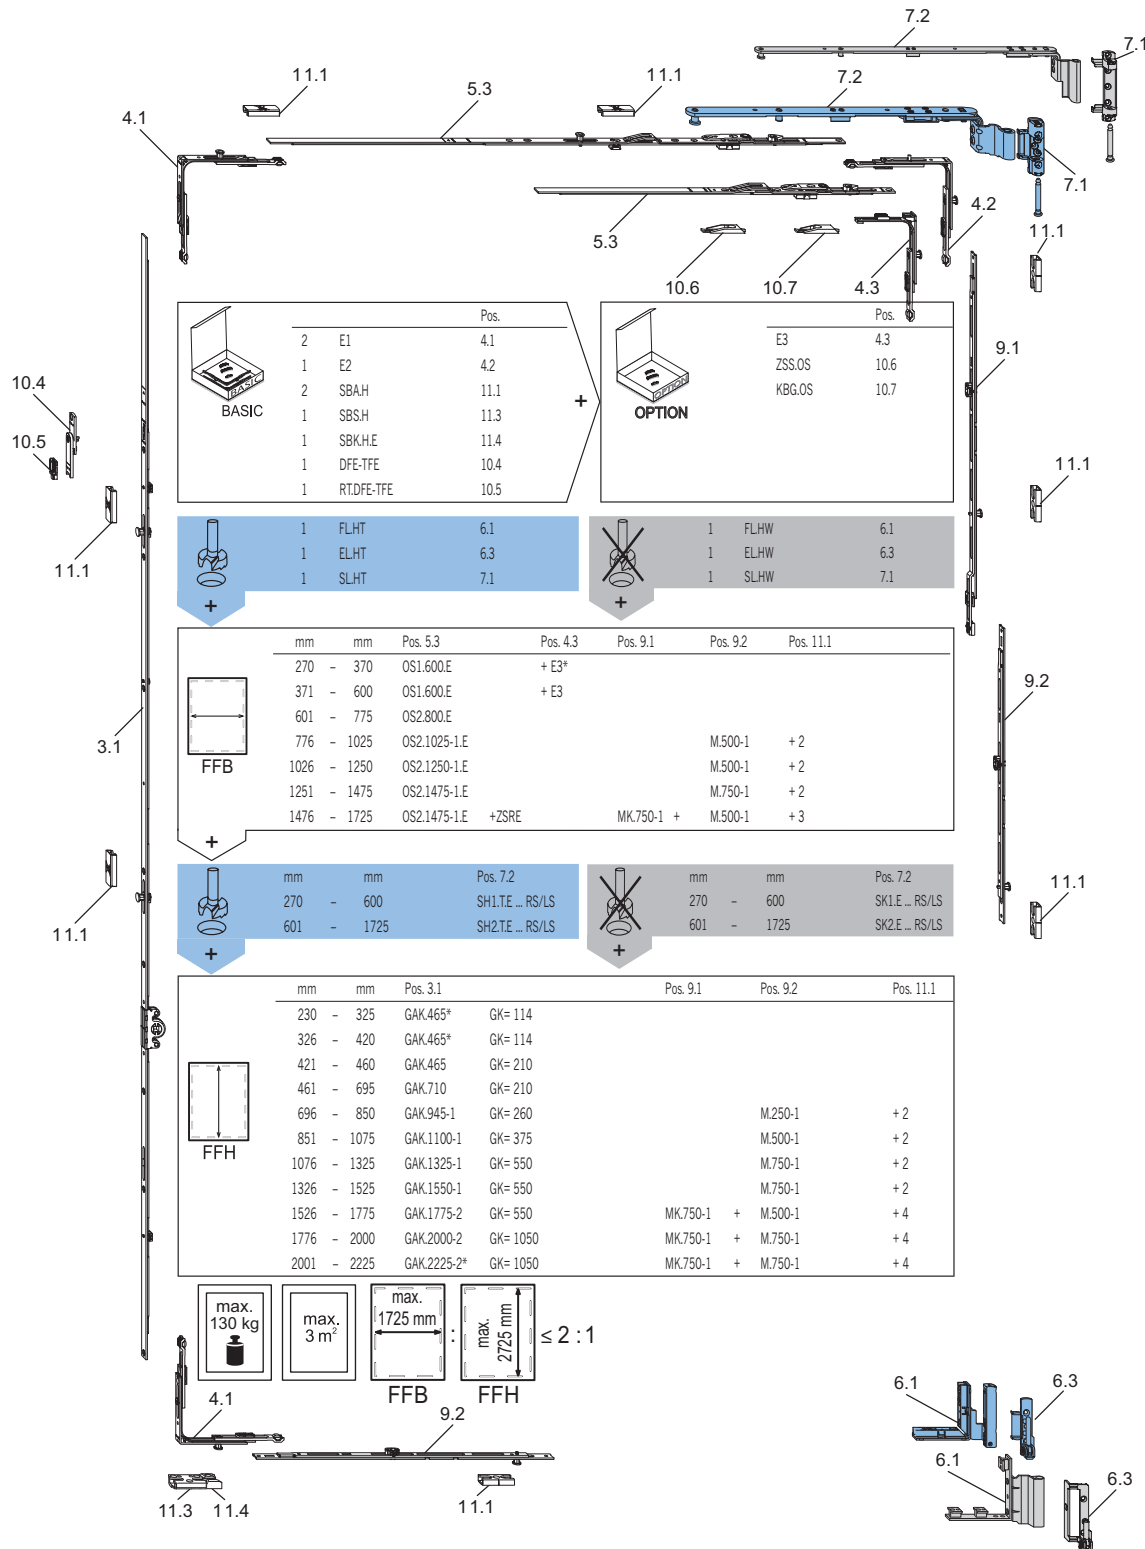 7.2
7.1
11.1
5.3
11.1
7.2
4.1
7.1
5.3
4.2
11.1
10.6
10.7
4.3
9.1
Pos.
2 E1 4.1
1 E2 4.2
2 SBA.H 11.1
1 SBS.H 11.3
1 SBK.H.E 11.4
1 DFE-TFE 10.4
1 RT.DFE-TFE 10.5
BASIC
BASIC
+
Pos.
E3 4.3
ZSS.OS 10.6
KBG.OS 10.7
OPTION
OPTION
10.4
10.5
11.1
11.1
1 FL.HT 6.1
1 EL.HT 6.3
1 SL.HT 7.1
+
1 FL.HW 6.1
1 EL.HW 6.3
1 SL.HW 7.1
+
mm mm Pos. 5.3 Pos. 4.3 Pos. 9.1 Pos. 9.2 Pos. 11.1
270 – 370 OS1.600.E + E3*
371 – 600 OS1.600.E + E3
601 – 775 OS2.800.E
776 – 1025 OS2.1025-1.E M.500-1 + 2
1026 – 1250 OS2.1250-1.E M.500-1 + 2
1251 – 1475 OS2.1475-1.E M.750-1 + 2
1476 – 1725 OS2.1475-1.E +ZSRE MK.750-1 + M.500-1 + 3
FFB
+
3.1
9.2
mm mm Pos. 7.2
270 – 600 SH1.T.E ... RS/LS
601 – 1725 SH2.T.E ... RS/LS
+
mm mm Pos. 7.2
270 – 600 SK1.E ... RS/LS
601 – 1725 SK2.E ... RS/LS
+
11.1
11.1
mm mm Pos. 3.1 Pos. 9.1 Pos. 9.2 Pos. 11.1
230 – 325 GAK.465* GK= 114
326 – 420 GAK.465* GK= 114
421 – 460 GAK.465 GK= 210
461 – 695 GAK.710 GK= 210
696 – 850 GAK.945-1 GK= 260 M.250-1 + 2
851 – 1075 GAK.1100-1 GK= 375 M.500-1 + 2
1076 – 1325 GAK.1325-1 GK= 550 M.750-1 + 2
1326 – 1525 GAK.1550-1 GK= 550 M.750-1 + 2
1526 – 1775 GAK.1775-2 GK= 550 MK.750-1 + M.500-1 + 4
1776 – 2000 GAK.2000-2 GK= 1050 MK.750-1 + M.750-1 + 4
2001 – 2225 GAK.2225-2* GK= 1050 MK.750-1 + M.750-1 + 4
FFH
max.
130 kg
max.
3 m²
max.
1725 mm
FFB
:
max.
2725 mm
FFH
≤ 2 : 1
4.1
9.2
11.3
11.4
11.1
6.1
6.3
6.1
6.3